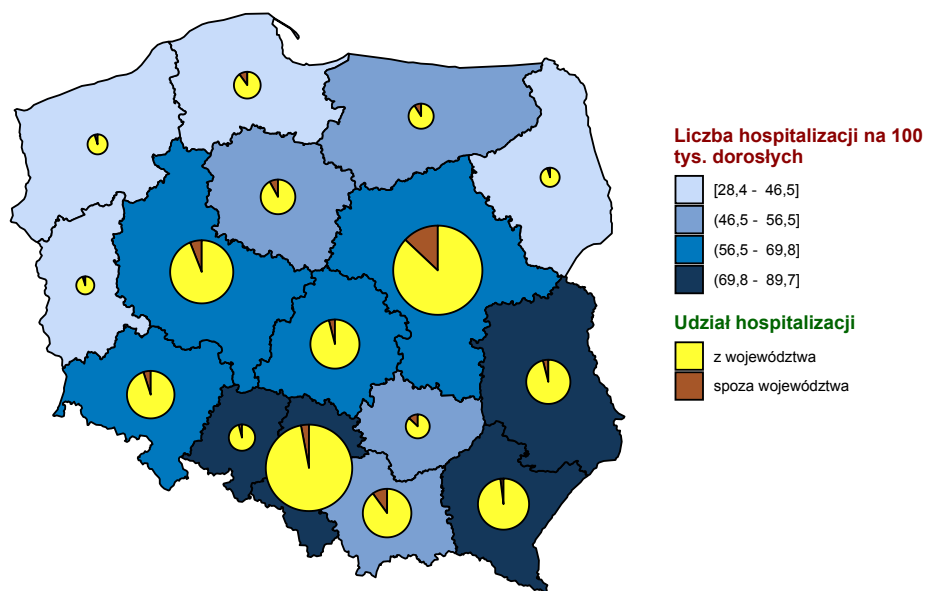 Liczba hospitalizacji na 100
tys. dorosłych
[28,4 - 46,5]
(46,5 - 56,5]
(56,5 - 69,8]
(69,8 - 89,7]
Udział hospitalizacji
z województwa
spoza województwa